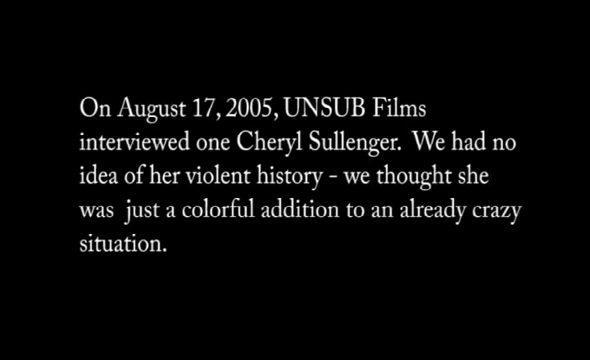 On August 17, 2005, UNSUB Films
interviewed one Cheryl Sullenger.  We had no
idea of her violent history - we thought she
was  just a colorful addition to an already crazy
situation.